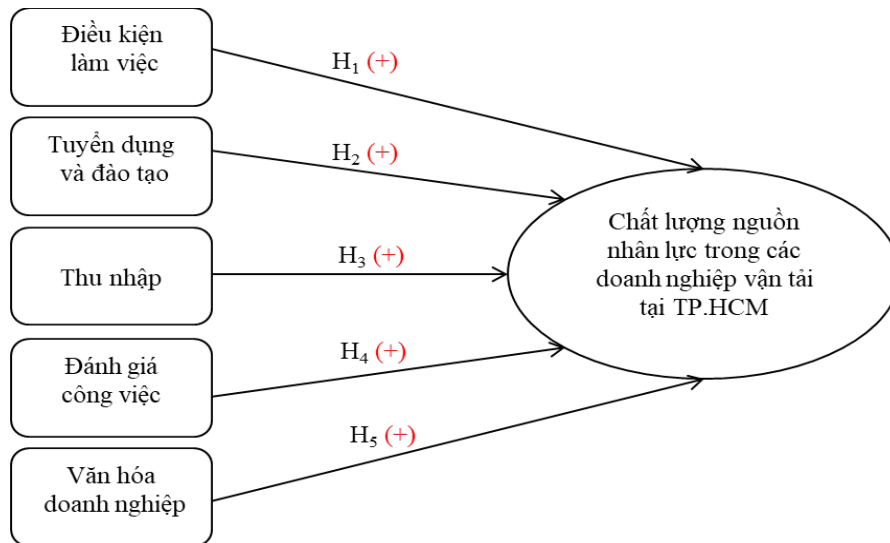 Điều kiện
làm việc
H₁ (+)
Tuyển dụng
và đào tạo
H₂ (+)
Thu nhập
H₃ (+)
Đánh giá
công việc
H₄ (+)
Văn hóa
doanh nghiệp
H₅ (+)
Chất lượng nguồn
nhân lực trong các
doanh nghiệp vận tải
tại TP.HCM